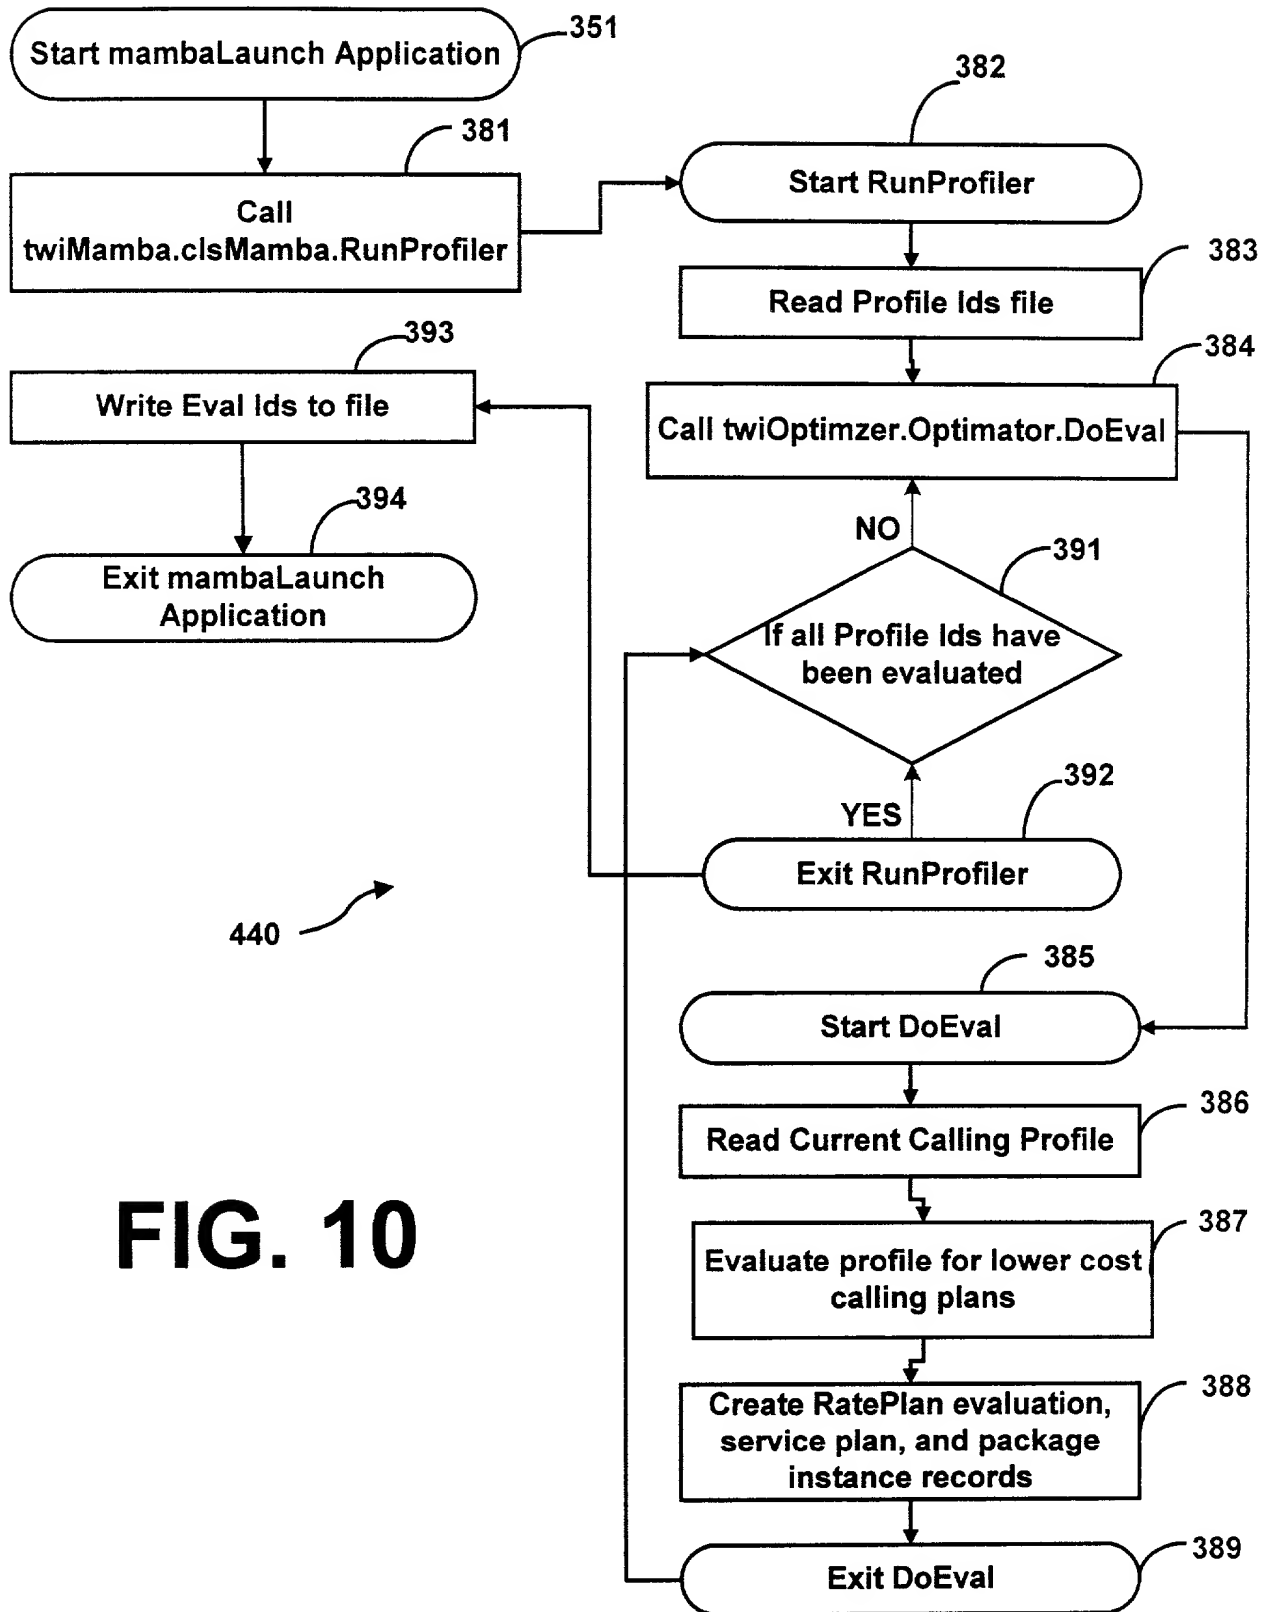 Start mambaLaunch Application
351
381
Call
twiMamba.clsMamba.RunProfiler
382
Start RunProfiler
383
Read Profile Ids file
384
Call twiOptimzer.Optimator.DoEval
393
Write Eval Ids to file
394
Exit mambaLaunch
Application
NO
391
If all Profile Ids have
been evaluated
YES
392
Exit RunProfiler
440
385
Start DoEval
386
Read Current Calling Profile
387
Evaluate profile for lower cost
calling plans
388
Create RatePlan evaluation,
service plan, and package
instance records
389
Exit DoEval
FIG. 10